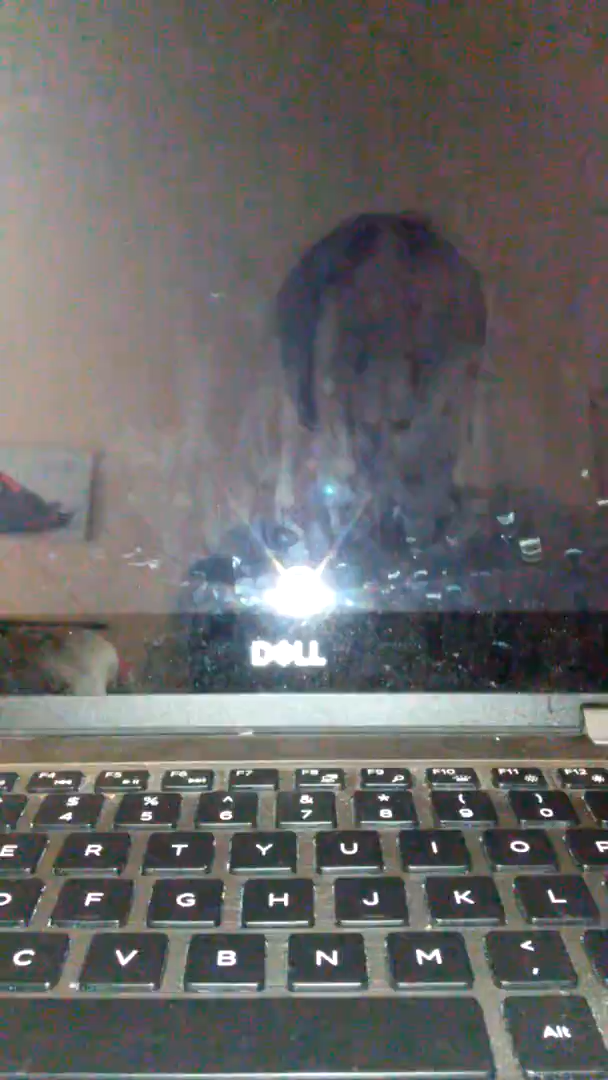 DELL
F4 F5 F6 F7 F8 F9 F10 F11 F12
$ % ^ & * ( )
4 5 6 7 8 9 0
E R T Y U I O
F G H J K L
C V B N M < ,
Alt